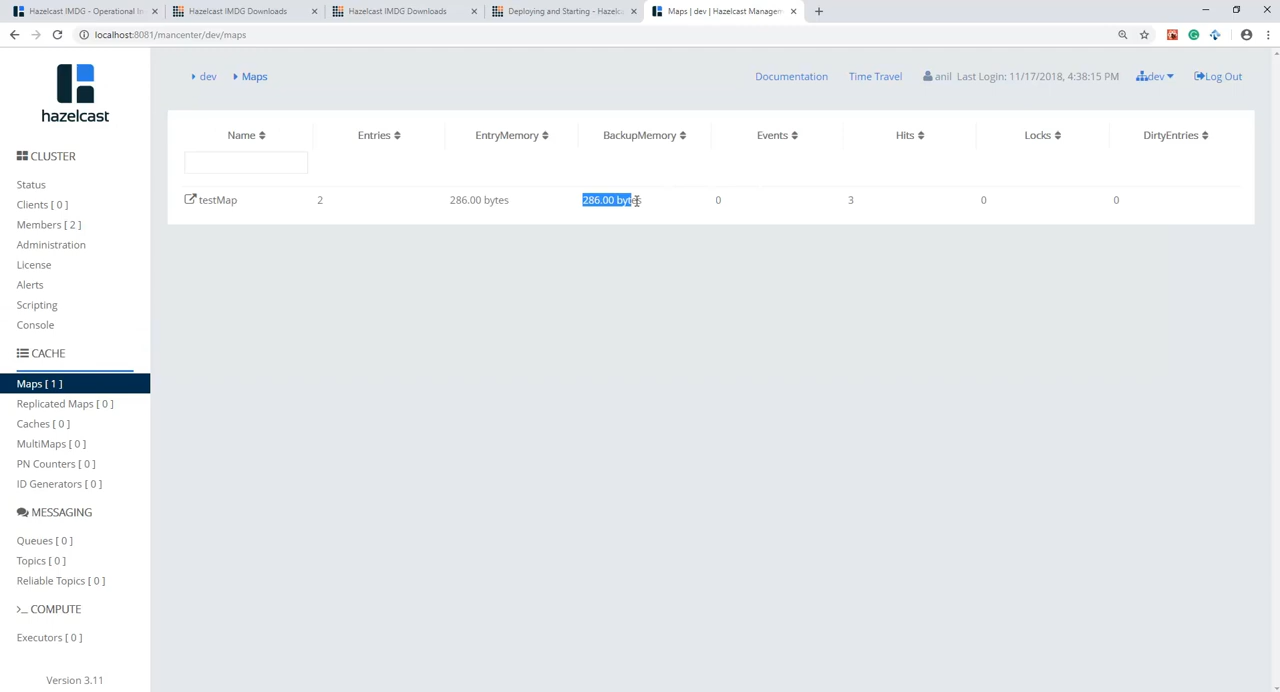 Hazelcast IMDG - Operational In
Hazelcast IMDG Downloads
Hazelcast IMDG Downloads
Deploying and Starting - Hazelca
Maps | dev | Hazelcast Managem
localhost:8081/mancenter/dev/maps
hazelcast
dev Maps
Documentation Time Travel anil Last Login: 11/17/2018, 4:38:15 PM dev Log Out
CLUSTER
Status
Clients [ 0 ]
Members [ 2 ]
Administration
License
Alerts
Scripting
Console
CACHE
Maps [ 1 ]
Replicated Maps [ 0 ]
Caches [ 0 ]
MultiMaps [ 0 ]
PN Counters [ 0 ]
ID Generators [ 0 ]
MESSAGING
Queues [ 0 ]
Topics [ 0 ]
Reliable Topics [ 0 ]
>_ COMPUTE
Executors [ 0 ]
Version 3.11
Name Entries EntryMemory BackupMemory Events Hits Locks DirtyEntries
testMap 2 286.00 bytes 286.00 bytes 0 3 0 0